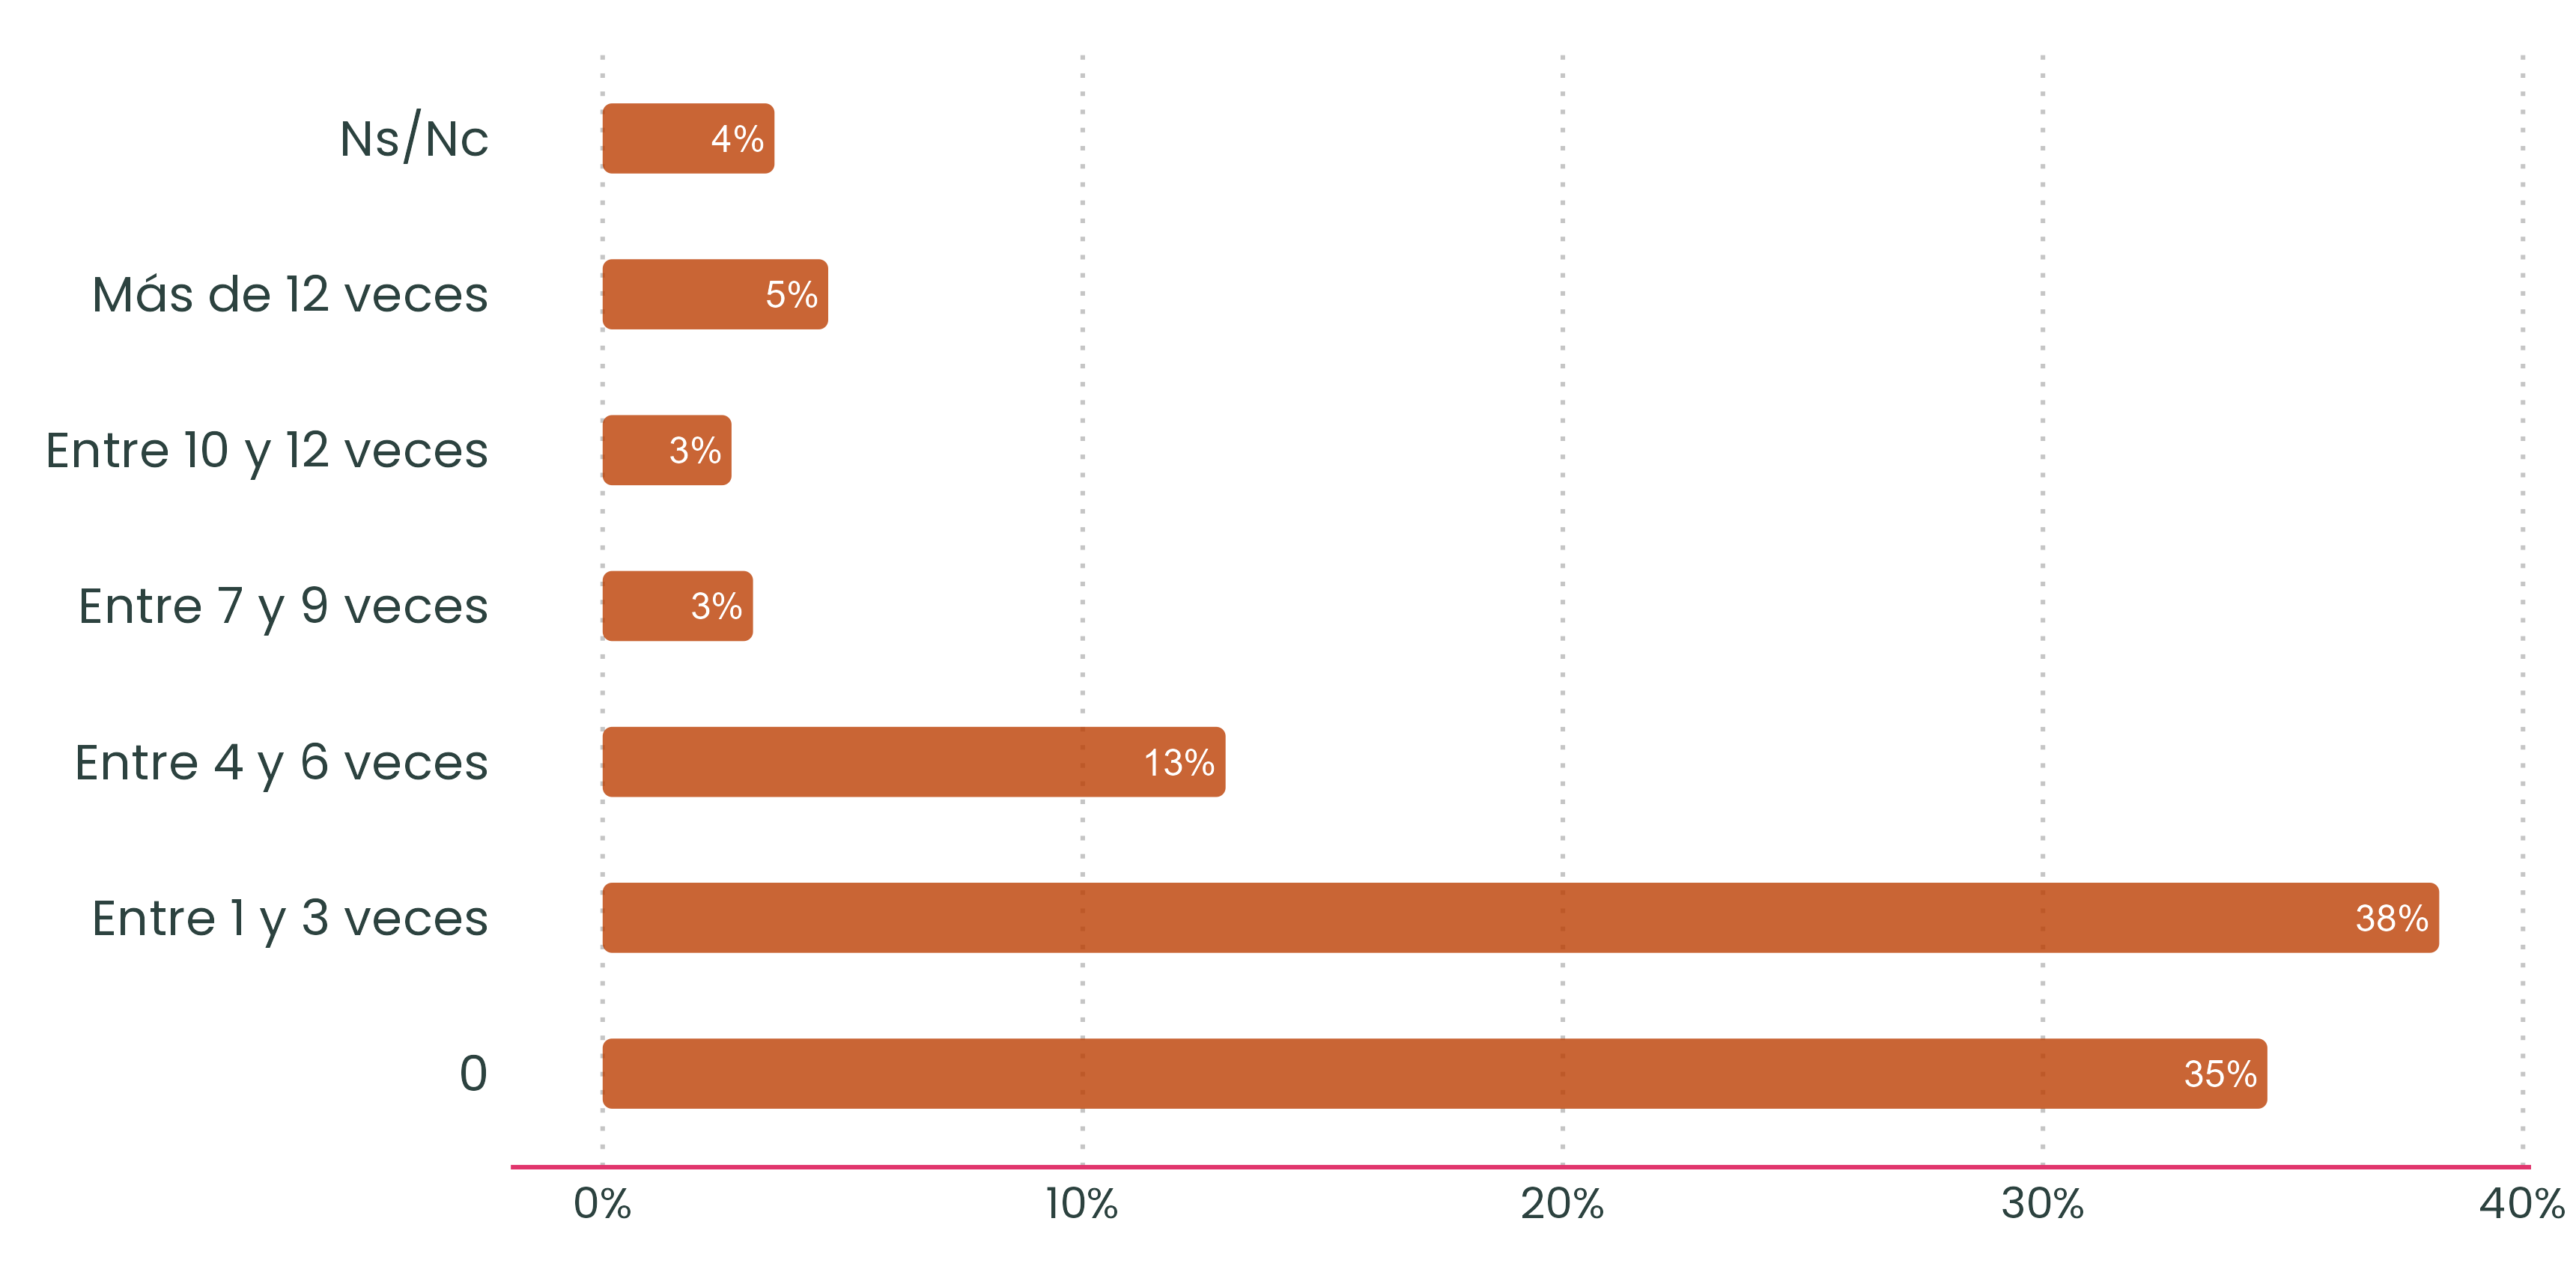 Ns/Nc 4%
Más de 12 veces 5%
Entre 10 y 12 veces 3%
Entre 7 y 9 veces 3%
Entre 4 y 6 veces 13%
Entre 1 y 3 veces 38%
0 35%
0% 10% 20% 30% 40%